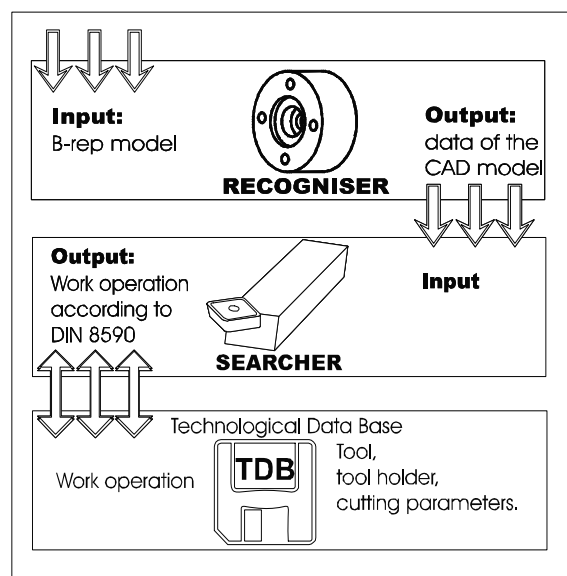 Input:
B-rep model
Output:
data of the
CAD model
RECOGNISER
Output:
Work operation
according to
DIN 8590
Input
SEARCHER
Technological Data Base
Work operation
TDB
Tool,
tool holder,
cutting parameters.